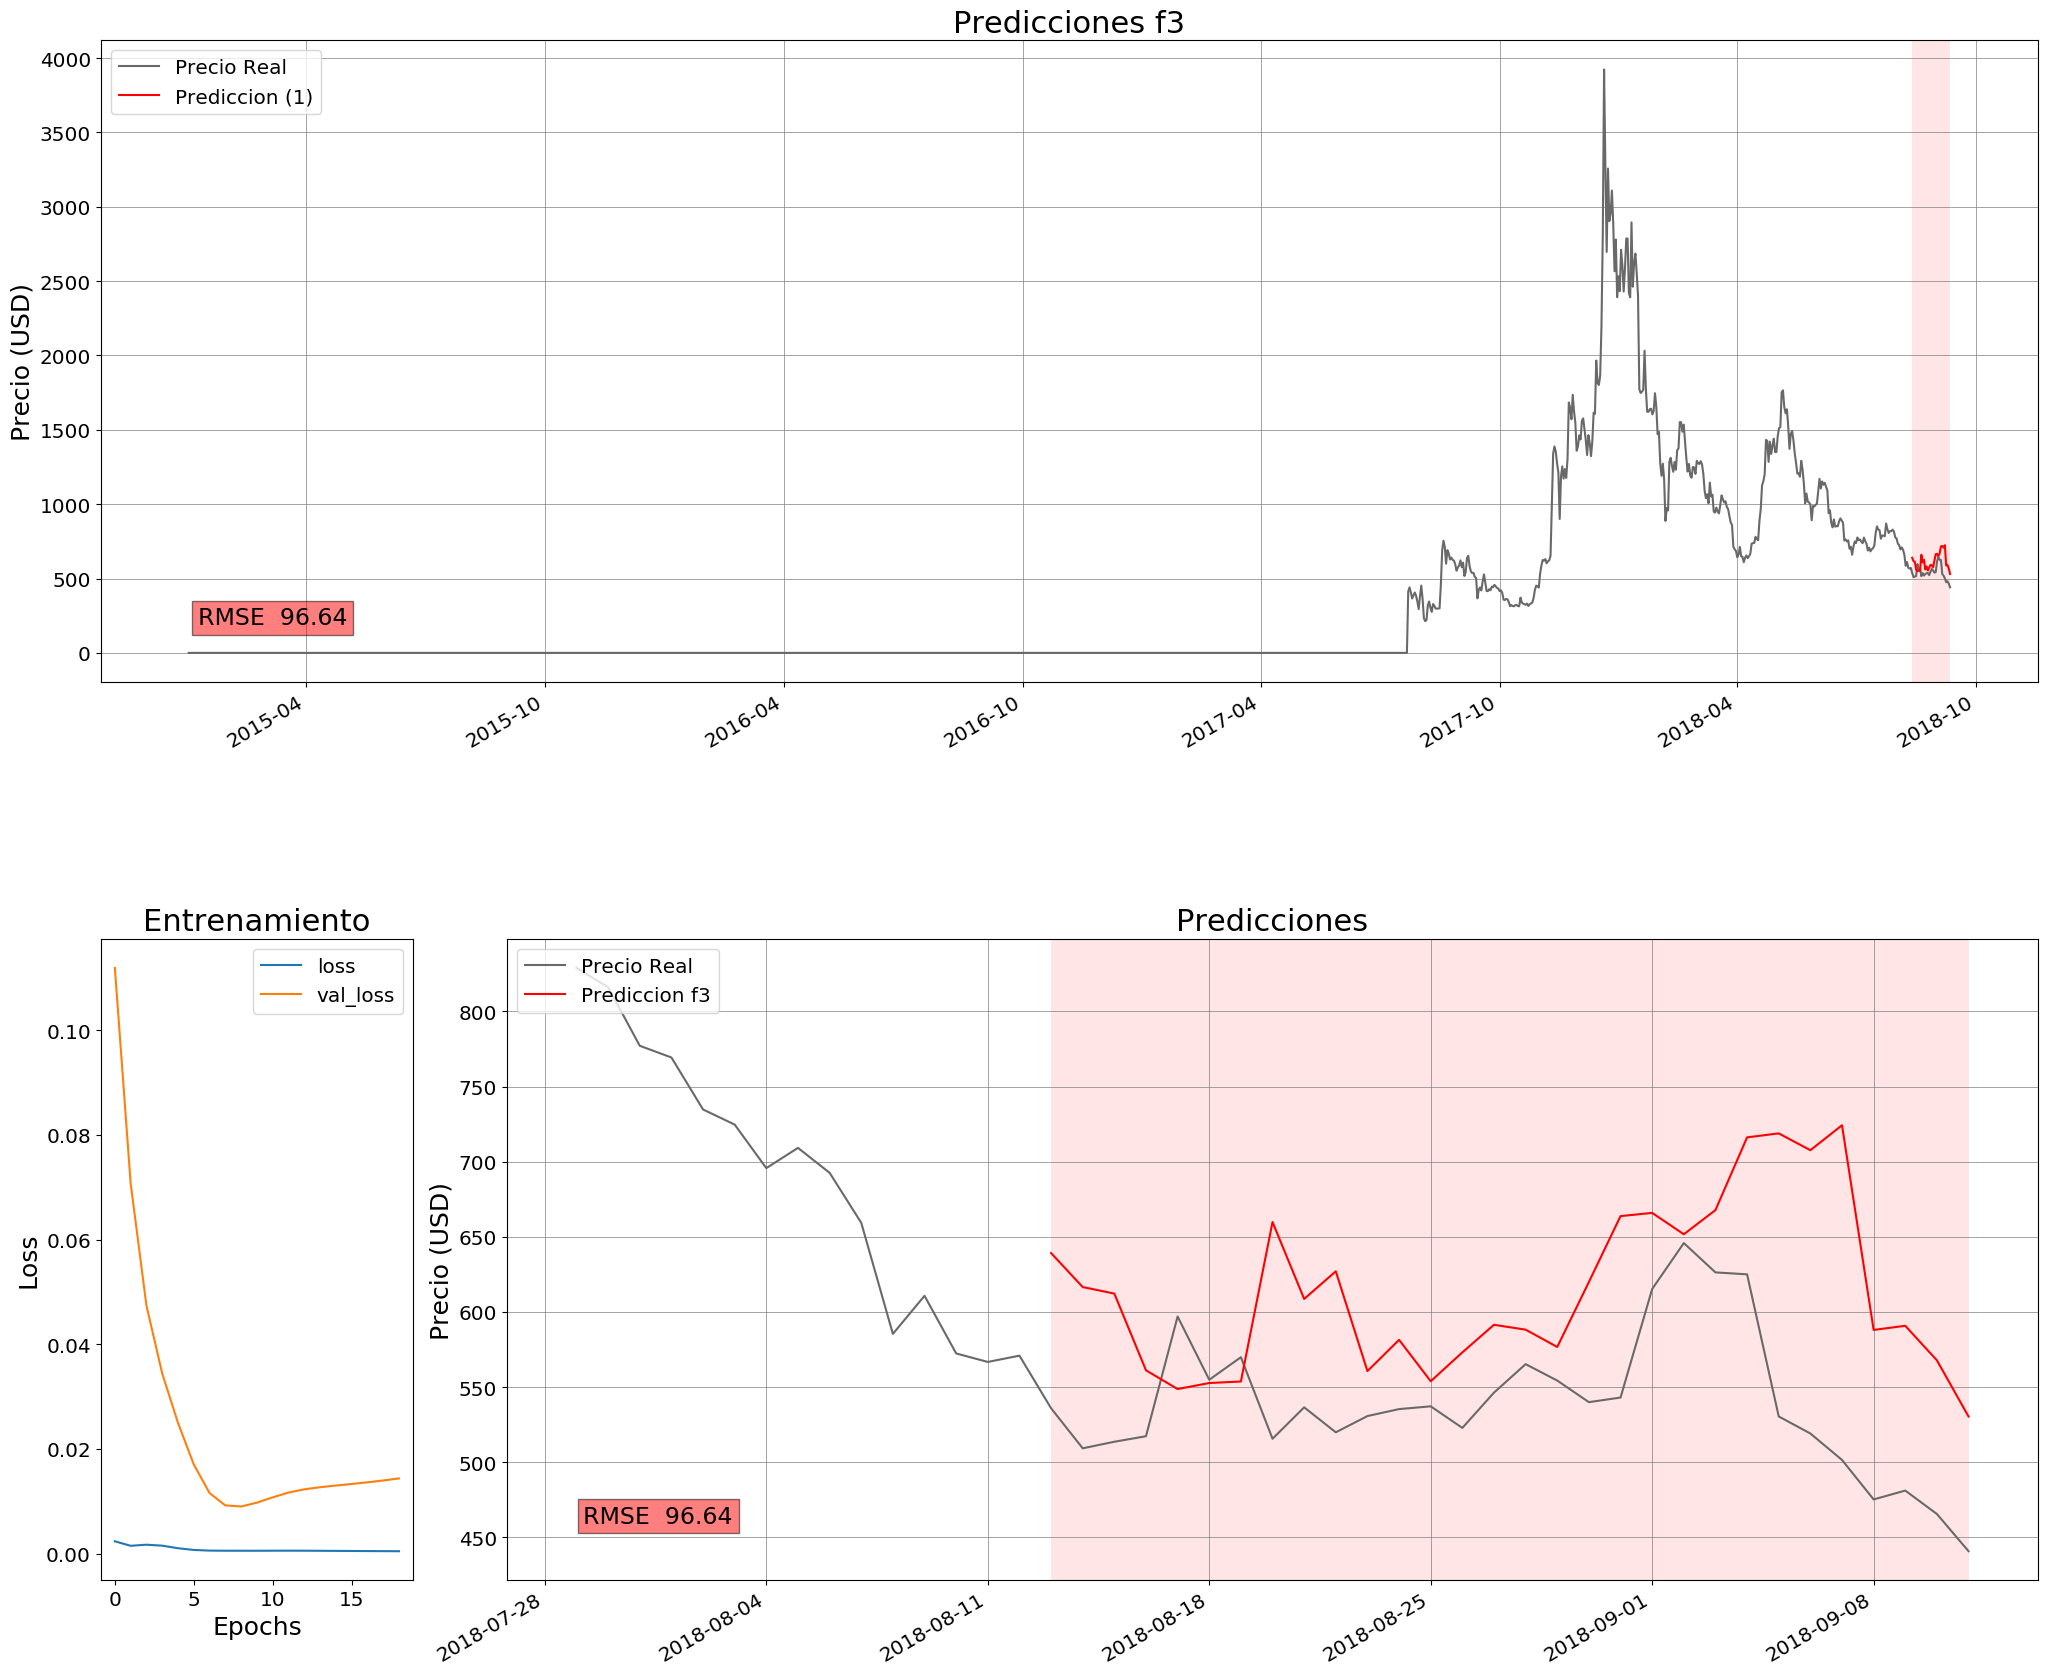 Predicciones f3
Precio Real
Prediccion (1)
Precio (USD)
4000
3500
3000
2500
2000
1500
1000
500
0
RMSE  96.64
2015-04
2015-10
2016-04
2016-10
2017-04
2017-10
2018-04
2018-10
Entrenamiento
loss
val_loss
Loss
0.10
0.08
0.06
0.04
0.02
0.00
0
5
10
15
Epochs
Predicciones
Precio Real
Prediccion f3
Precio (USD)
800
750
700
650
600
550
500
450
RMSE  96.64
2018-07-28
2018-08-04
2018-08-11
2018-08-18
2018-08-25
2018-09-01
2018-09-08